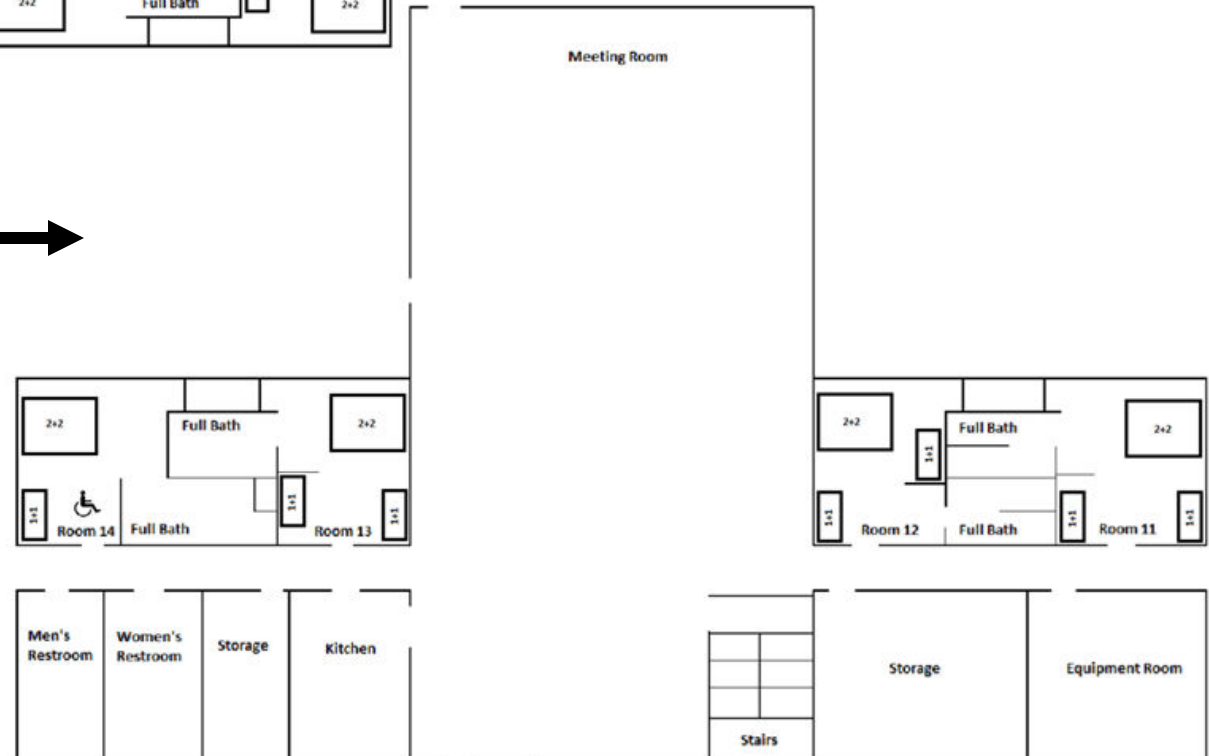 2+2
Full Bath
2+2
Meeting Room
2+2
Full Bath
2+2
1+1
Room 14
Full Bath
1+1
Room 13
1+1
2+2
1+1
Full Bath
2+2
1+1
Room 12
Full Bath
1+1
Room 11
1+1
Men's
Restroom
Women's
Restroom
Storage
Kitchen
Stairs
Storage
Equipment Room